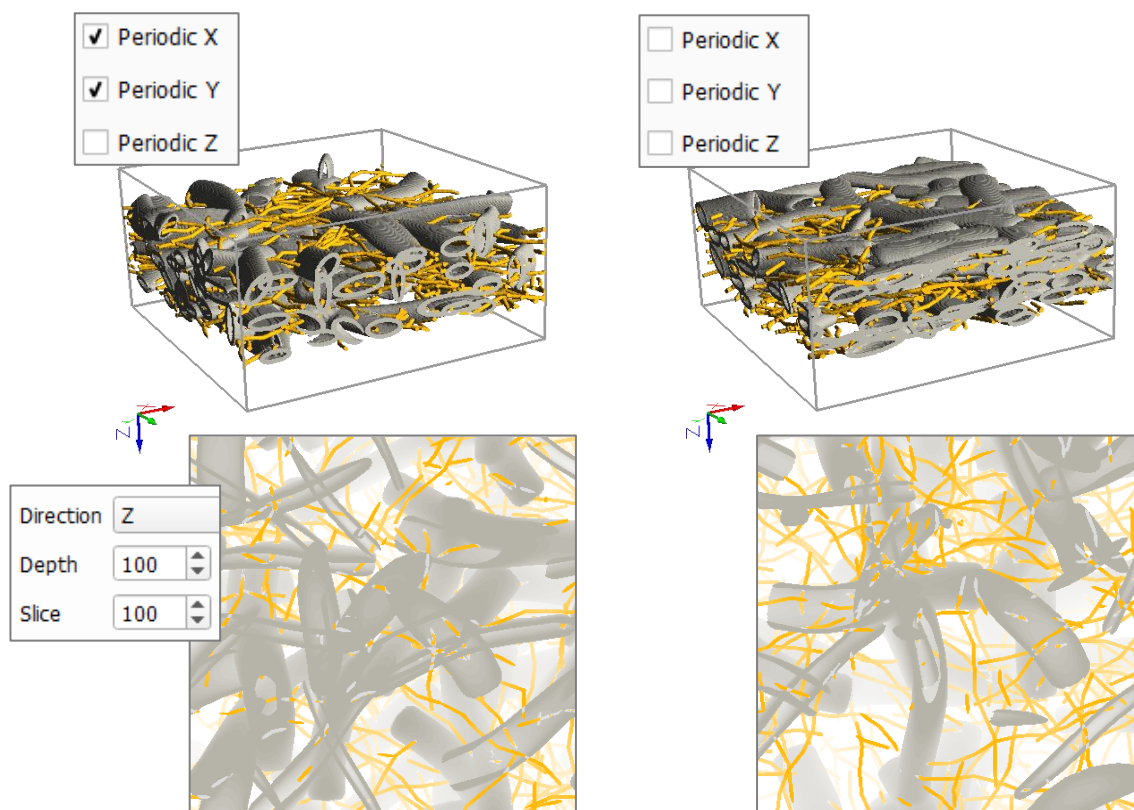 Periodic X
Periodic Y
Periodic Z
Periodic X
Periodic Y
Periodic Z
X
Y
Z
X
Y
Z
Direction Z
Depth 100
Slice 100